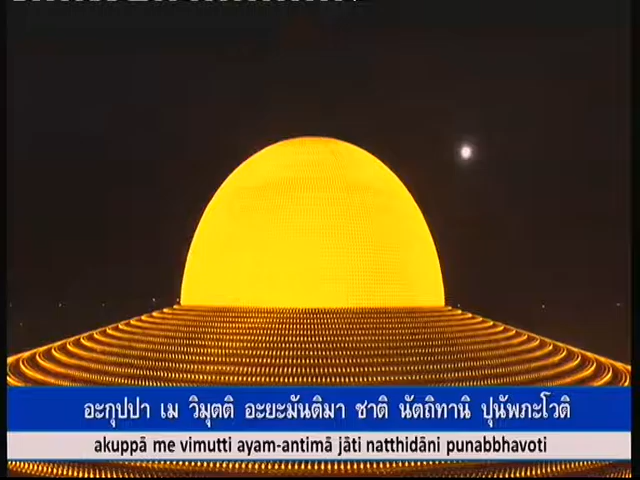 อะกุปปา เม วิมุตติ อะยะมันติมา ชาติ นัตถิทานิ ปุนัพภะโวติ
akuppā me vimutti ayam-antimā jāti natthidāni punabbhavoti